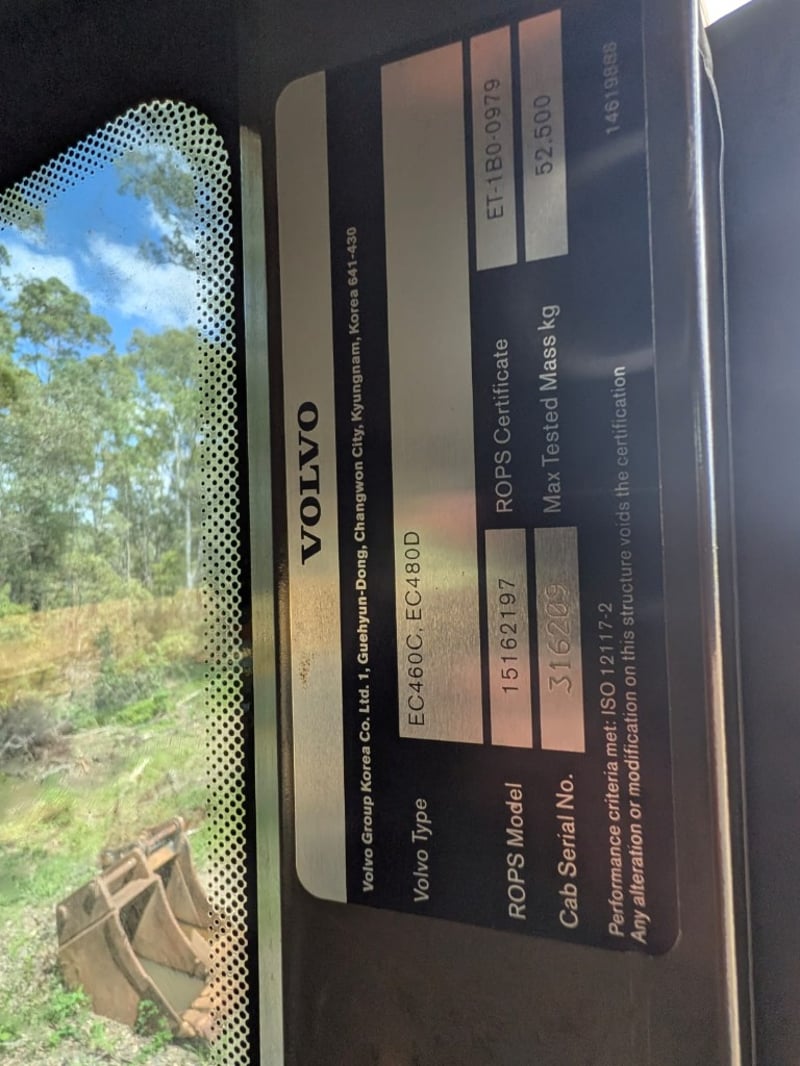 VOLVO
Volvo Group Korea Co. Ltd. 1, Guehyun-Dong, Changwon City, Kyungnam, Korea 641-430
Volvo Type EC460C, EC480D
ROPS Model 15162197 ROPS Certificate ET-1B0-0979
Cab Serial No. 316209 Max Tested Mass kg 52.500
Performance criteria met: ISO 12117-2
Any alteration or modification on this structure voids the certification
14619888